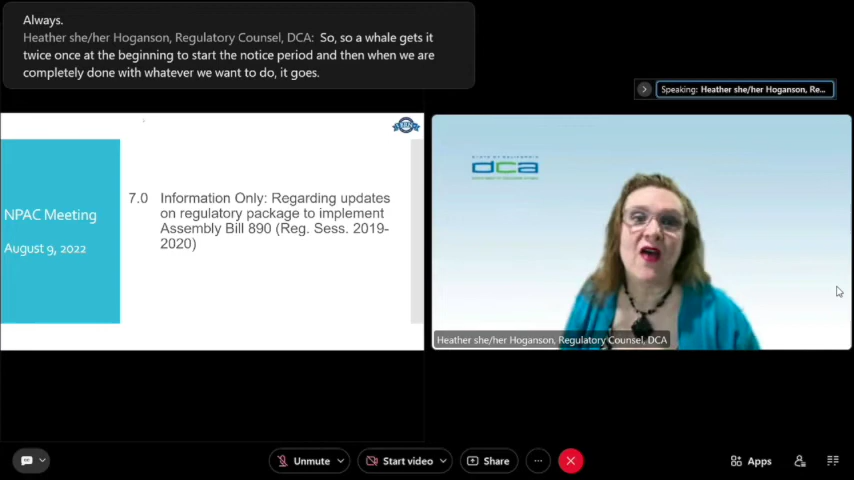 Always.
Heather she/her Hoganson, Regulatory Counsel, DCA: So, so a whale gets it
twice once at the beginning to start the notice period and then when we are
completely done with whatever we want to do, it goes.
Speaking: Heather she/her Hoganson, Re...
NPAC Meeting
August 9, 2022
7.0 Information Only: Regarding updates
on regulatory package to implement
Assembly Bill 890 (Reg. Sess. 2019-
2020)
dca
Heather she/her Hoganson, Regulatory Counsel, DCA
Unmute
Start video
Share
Apps